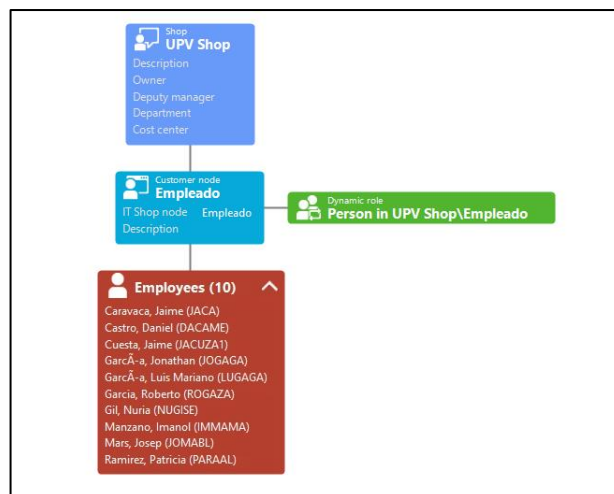 Shop
UPV Shop
Description
Owner
Deputy manager
Department
Cost center
Customer node
Empleado
IT Shop node Empleado
Description
Dynamic role
Person in UPV Shop\Empleado
Employees (10)
Caravaca, Jaime (JACA)
Castro, Daniel (DACAME)
Cuesta, Jaime (JACUZA1)
GarcÃ-a, Jonathan (JOGAGA)
GarcÃ-a, Luis Mariano (LUGAGA)
Garcia, Roberto (ROGAZA)
Gil, Nuria (NUGISE)
Manzano, Imanol (IMMAMA)
Mars, Josep (JOMABL)
Ramirez, Patricia (PARAAL)